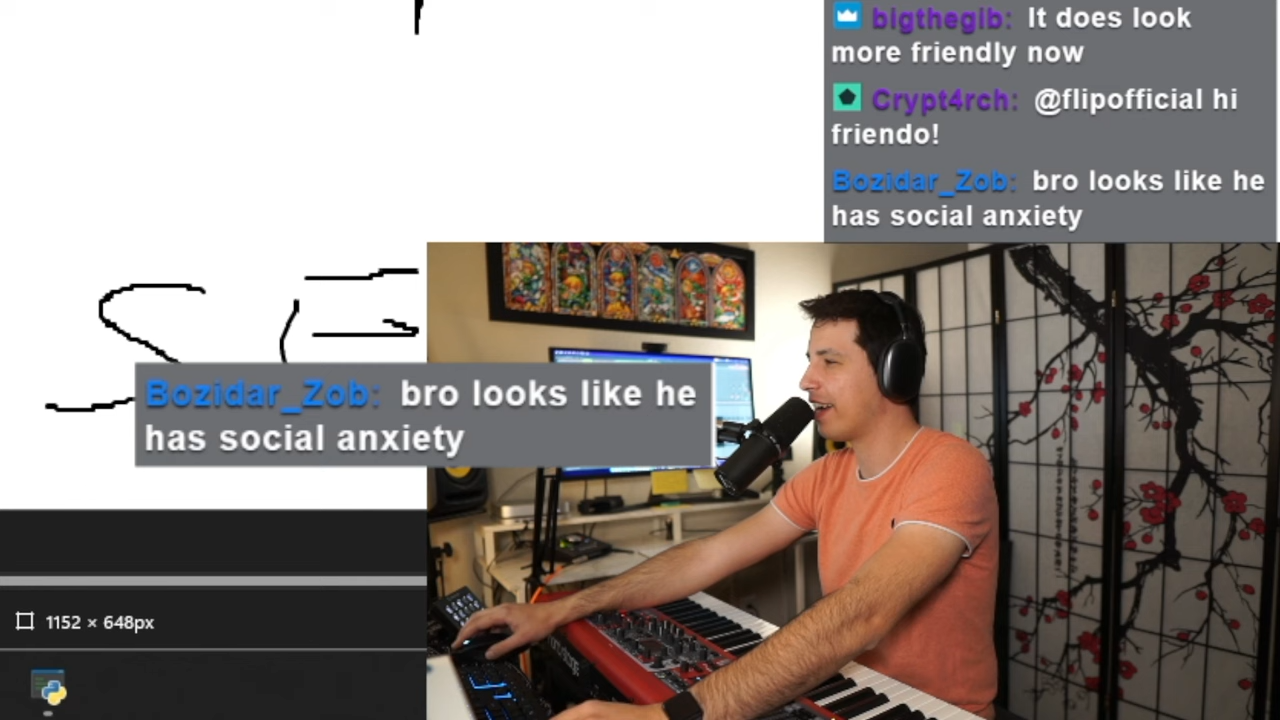 bigthegib: It does look
more friendly now
Crypt4rch: @flipofficial hi
friendo!
Bozidar_Zob: bro looks like he
has social anxiety
Bozidar_Zob: bro looks like he
has social anxiety
1152 × 648px